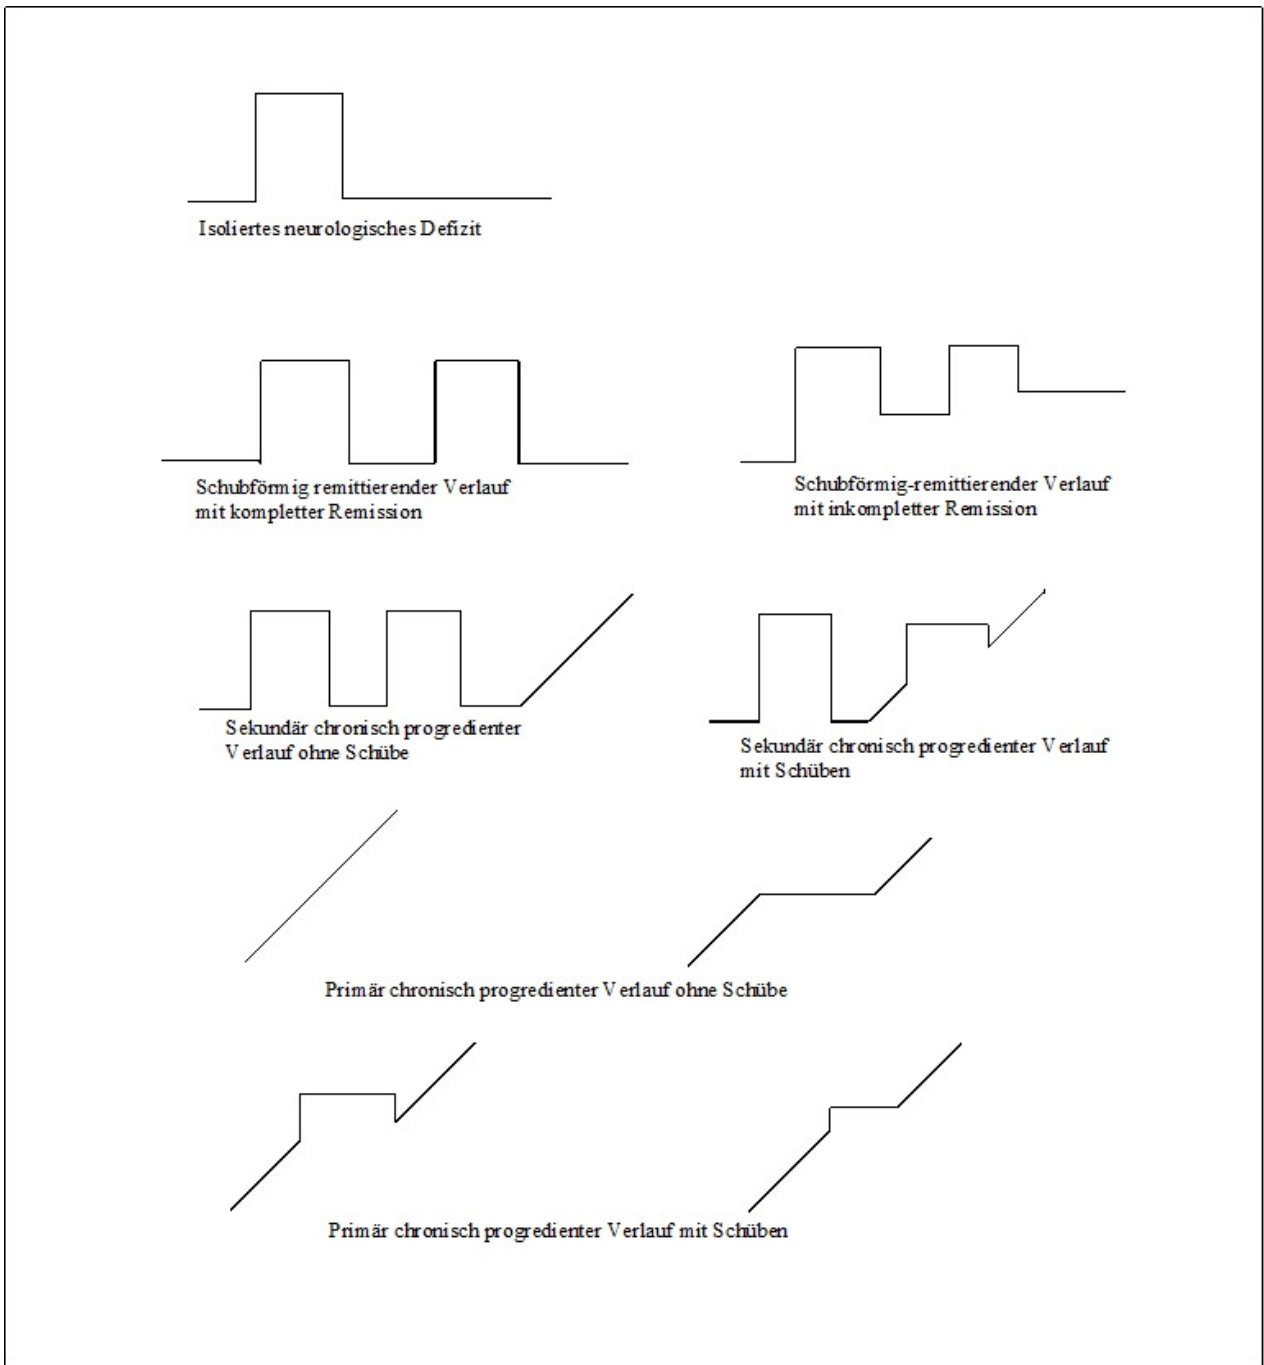 Isoliertes neurologisches Defizit
Schubförmig remittierender Verlauf
mit kompletter Remission
Schubförmig-remittierender Verlauf
mit inkompletter Remission
Sekundär chronisch progredienter
Verlauf ohne Schübe
Sekundär chronisch progredienter Verlauf
mit Schüben
Primär chronisch progredienter Verlauf ohne Schübe
Primär chronisch progredienter Verlauf mit Schüben